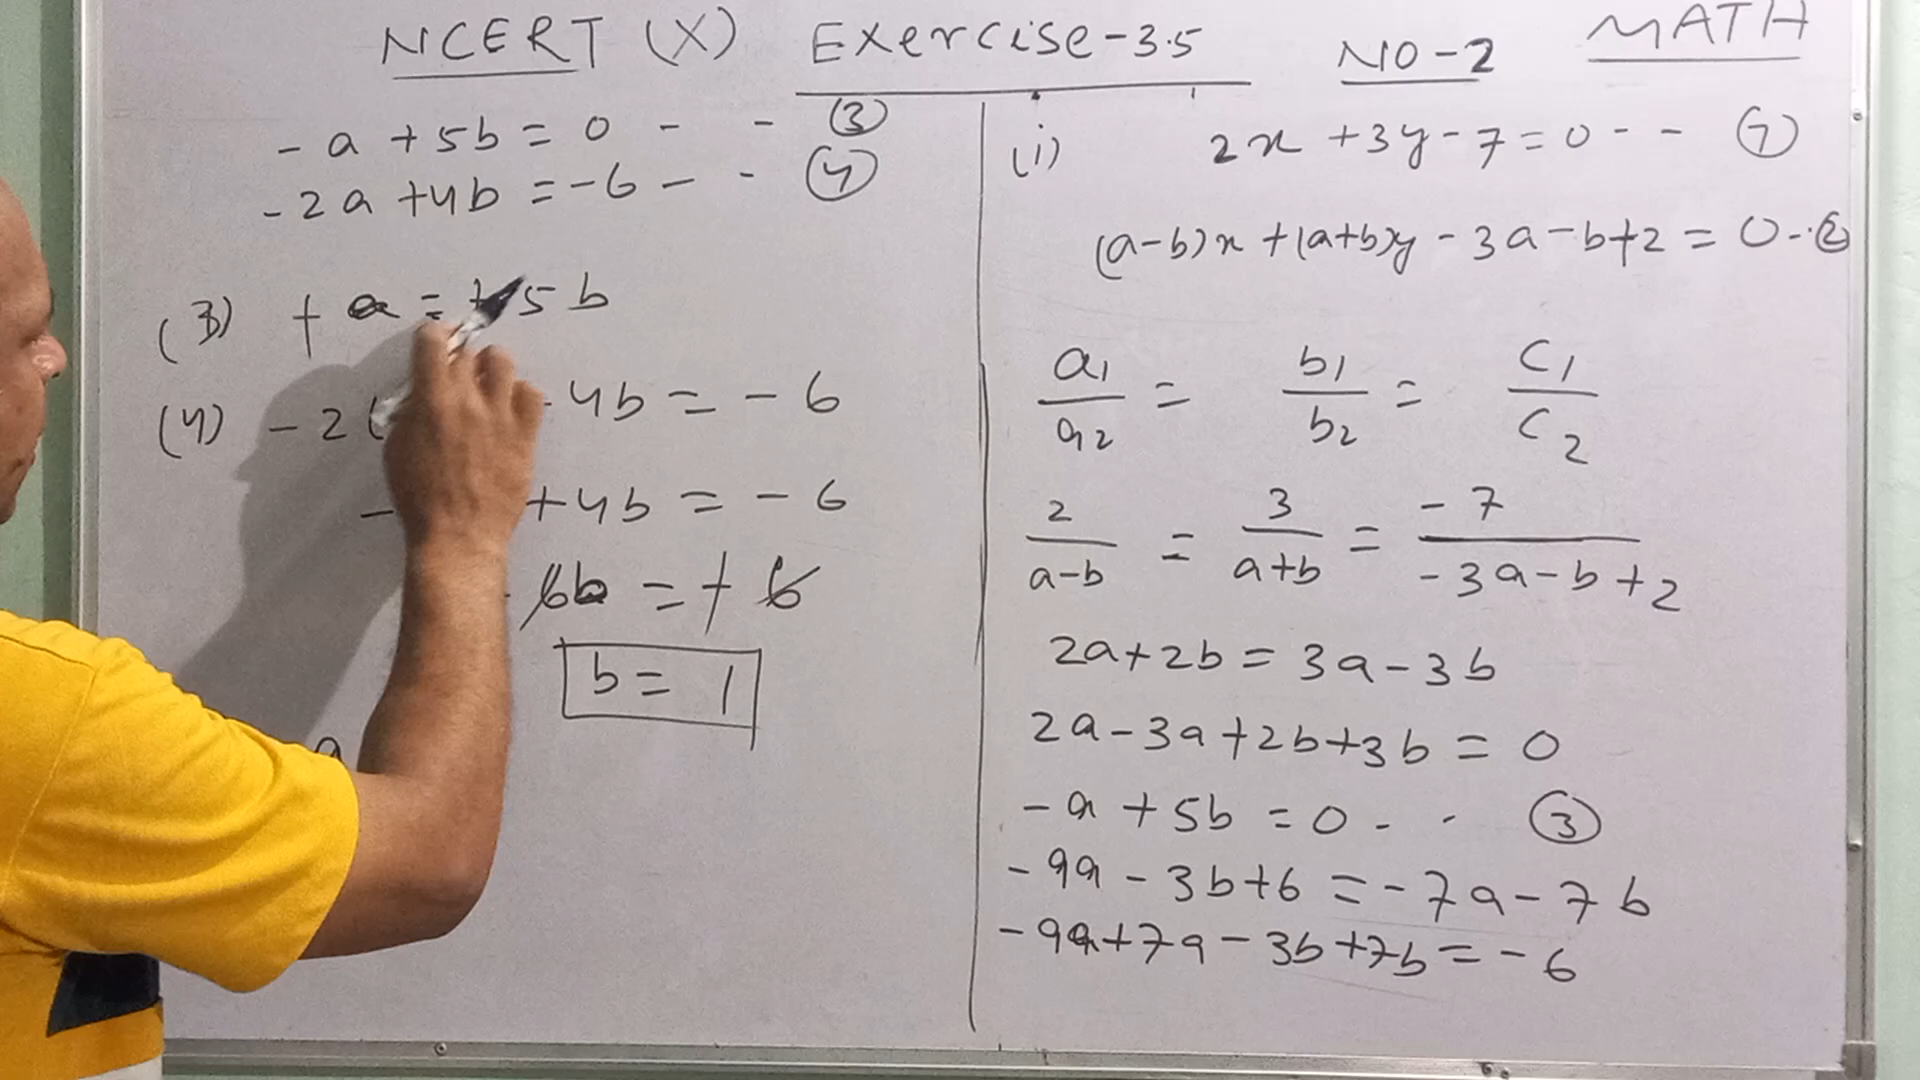 NCERT (X) Exercise-3.5 NO-2 MATH
-a + 5b = 0 - - (3)
-2a + 4b = -6 - - (4)
(3) + a = + 5b
(4) - 2( 4b = - 6
- + 4b = - 6
- 6b = + 6
b = 1
a
(i) 2x + 3y - 7 = 0 - - (1)
(a-b)x + (a+b)y - 3a - b + 2 = 0 - - (2)
a1/a2 = b1/b2 = C1/C2
2/(a-b) = 3/(a+b) = -7/(-3a-b+2)
2a+2b = 3a-3b
2a-3a+2b+3b = 0
-a + 5b = 0 - - (3)
-9a - 3b+6 = -7a - 7b
-9a+7a - 3b+7b = -6